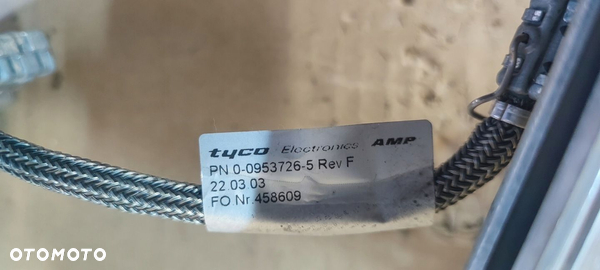 tyco Electronics AMP
PN 0-0953726-5 Rev F
22 03 03
FO Nr.458609
OTOMOTO